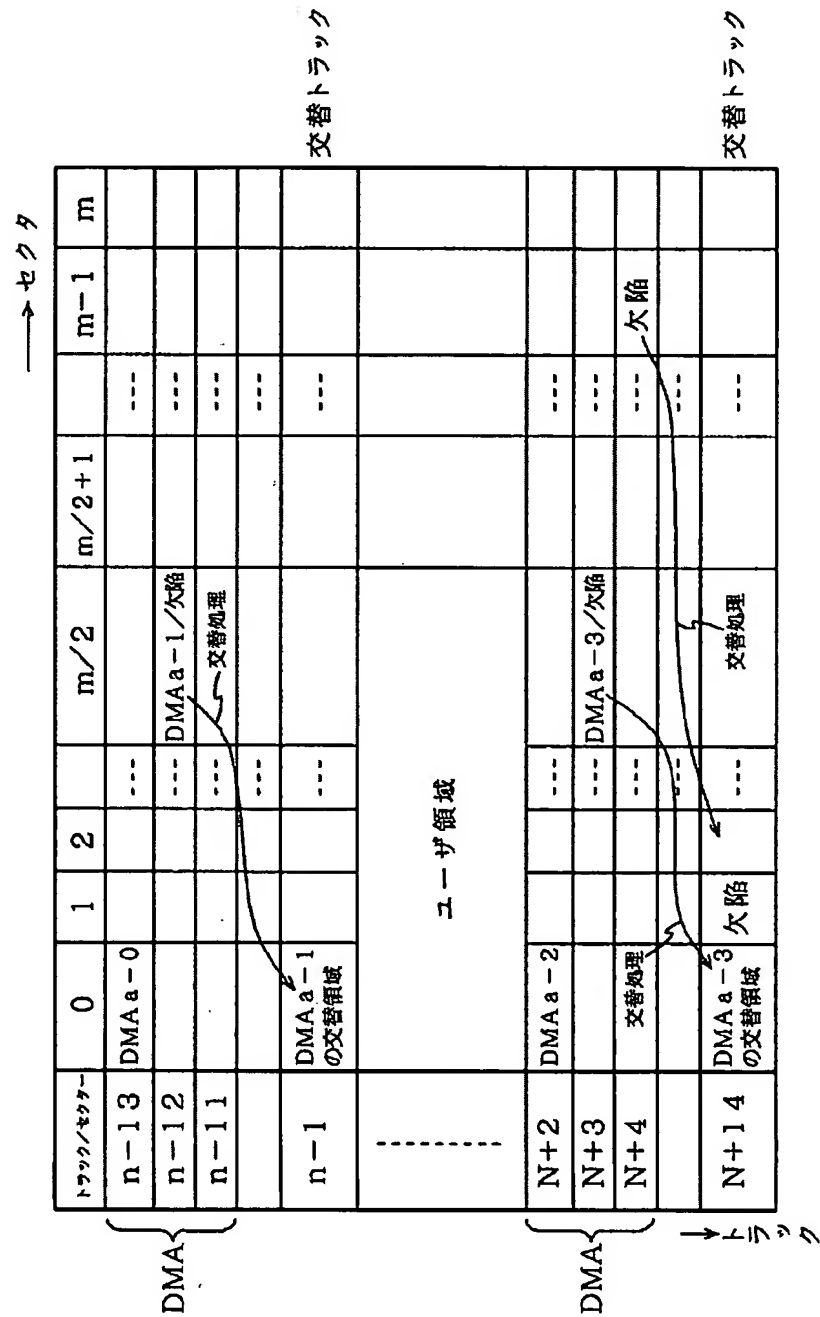 → セクタ
トラック/セクター 0 1 2 m/2 m/2+1 m-1 m
n-13 DMAa-0 --- ---
n-12 --- DMAa-1/欠陥 ---
n-11 --- 交替処理 ---
--- ---
n-1 DMAa-1 --- --- 交替トラック
の交替領域
DMA
---------- ユーザ領域
N+2 DMAa-2 --- ---
N+3 --- DMAa-3/欠陥 ---
N+4 交替処理 --- --- 欠陥
--- ---
N+14 DMAa-3 欠陥 --- 交替処理 --- 交替トラック
の交替領域
DMA
→ トラック